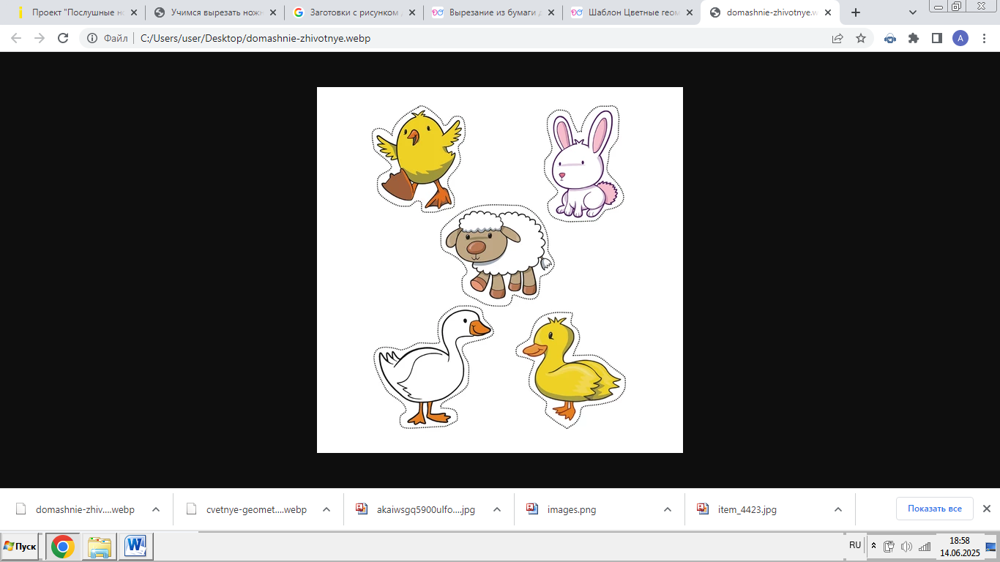 Проект "Послушные но
Учимся вырезать ножн
Заготовки с рисунком
Вырезание из бумаги д
Шаблон Цветные геом
domashnie-zhivotnye.w
Файл
C:/Users/user/Desktop/domashnie-zhivotnye.webp
A
domashnie-zhiv....webp
cvetnye-geomet....webp
akaiwsgq5900ulfo....jpg
images.png
item_4423.jpg
Показать все
Пуск
RU
18:58
14.06.2025